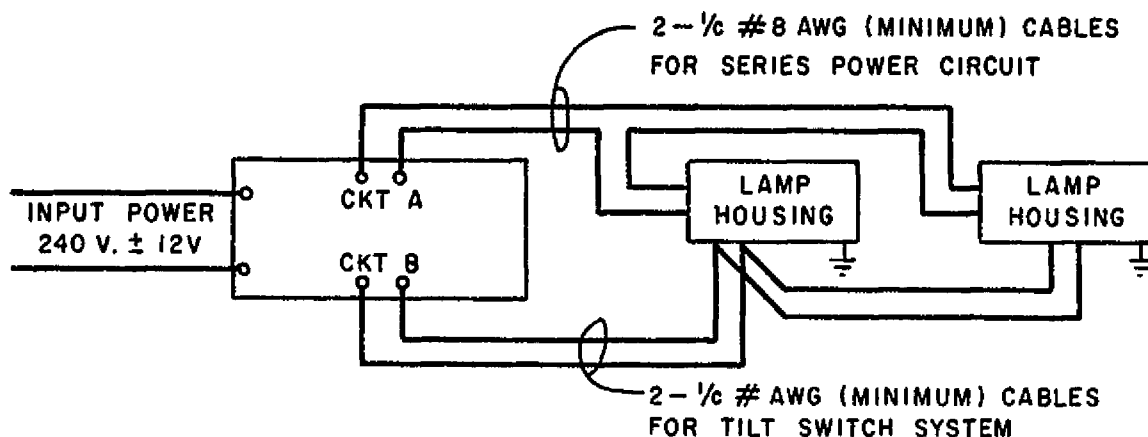 2 - 1/c #8 AWG (MINIMUM) CABLES
FOR SERIES POWER CIRCUIT
CKT A
LAMP
HOUSING
LAMP
HOUSING
INPUT POWER
240 V. ± 12V
CKT B
2 - 1/c # AWG (MINIMUM) CABLES
FOR TILT SWITCH SYSTEM